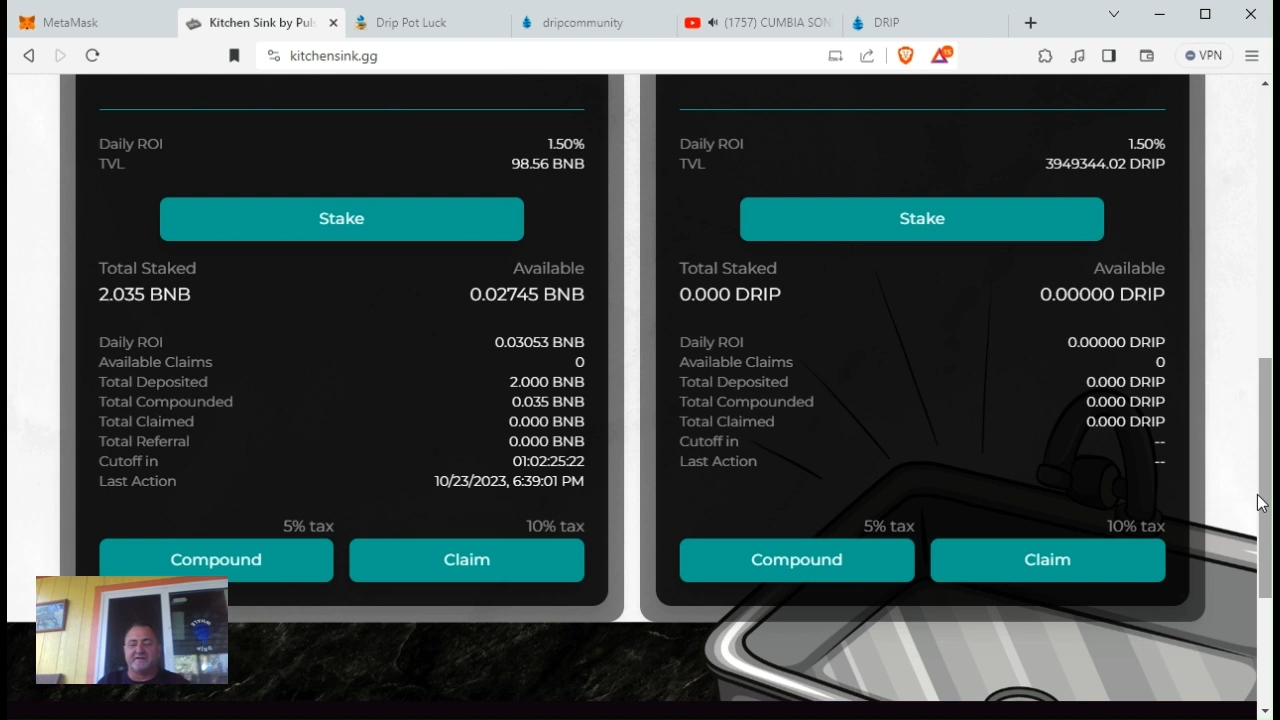 MetaMask
Kitchen Sink by Pul
Drip Pot Luck
dripcommunity
(1757) CUMBIA SON
DRIP
kitchensink.gg
15
VPN
Daily ROI 1.50%
TVL 98.56 BNB
Stake
Total Staked Available
2.035 BNB 0.02745 BNB
Daily ROI 0.03053 BNB
Available Claims 0
Total Deposited 2.000 BNB
Total Compounded 0.035 BNB
Total Claimed 0.000 BNB
Total Referral 0.000 BNB
Cutoff in 01:02:25:22
Last Action 10/23/2023, 6:39:01 PM
5% tax 10% tax
Compound Claim
Daily ROI 1.50%
TVL 3949344.02 DRIP
Stake
Total Staked Available
0.000 DRIP 0.00000 DRIP
Daily ROI 0.00000 DRIP
Available Claims 0
Total Deposited 0.000 DRIP
Total Compounded 0.000 DRIP
Total Claimed 0.000 DRIP
Cutoff in --
Last Action --
5% tax 10% tax
Compound Claim